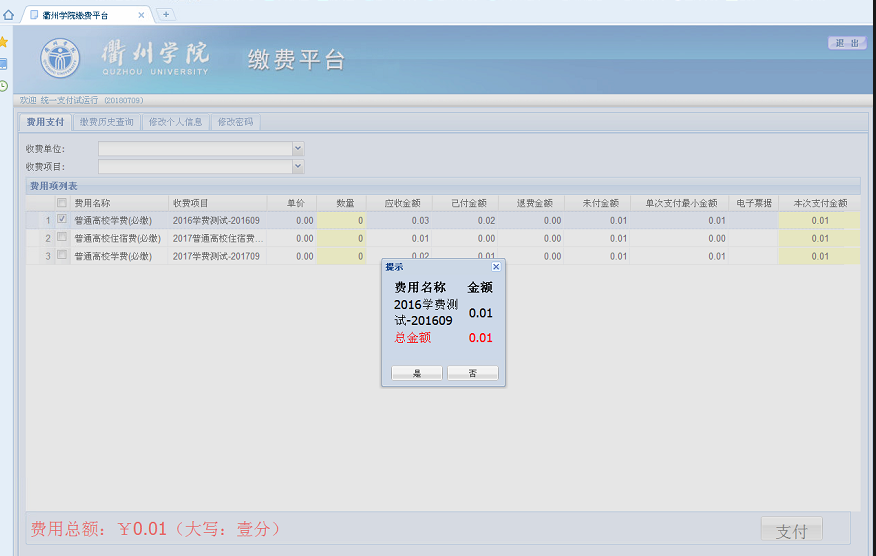 衢州学院缴费平台
衢州学院 缴费平台
QUZHOU UNIVERSITY
退 出
欢迎 统一支付试运行 (20180709)
费用支付 缴费历史查询 修改个人信息 修改密码
收费单位:
收费项目:
费用项列表
费用名称 收费项目 单价 数量 应收金额 已付金额 退费金额 未付金额 单次支付最小金额 电子票据 本次支付金额
1 普通高校学费(必缴) 2016学费测试-201609 0.00 0 0.03 0.02 0.00 0.01 0.01 0.01
2 普通高校住宿费(必缴) 2017普通高校住宿费... 0.00 0 0.01 0.00 0.00 0.01 0.00 0.01
3 普通高校学费(必缴) 2017学费测试-201709 0.00 0 0.02 0.01 0.00 0.01 0.00 0.01
提示
费用名称 金额
2016学费测
试-201609 0.01
总金额 0.01
是 否
费用总额: ￥0.01(大写: 壹分)
支付